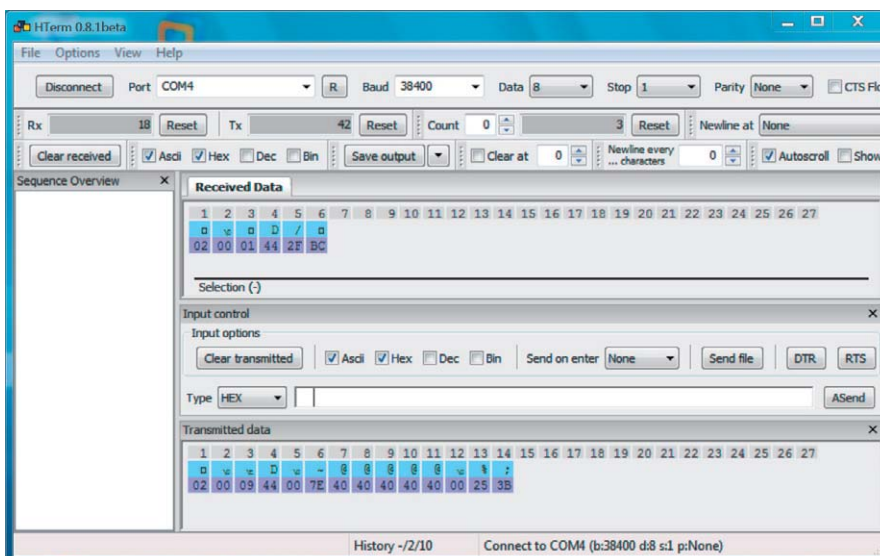 HTerm 0.8.1beta
File Options View Help
Disconnect Port COM4 R Baud 38400 Data 8 Stop 1 Parity None CTS Flo
Rx 18 Reset Tx 42 Reset Count 0 3 Reset Newline at None
Clear received Ascii Hex Dec Bin Save output Clear at 0 Newline every ... characters 0 Autoscroll Show
Sequence Overview X Received Data
1 2 3 4 5 6 7 8 9 10 11 12 13 14 15 16 17 18 19 20 21 22 23 24 25 26 27
D /
02 00 01 44 2F BC
Selection (-)
Input control
Input options
Clear transmitted Ascii Hex Dec Bin Send on enter None Send file DTR RTS
Type HEX ASend
Transmitted data
1 2 3 4 5 6 7 8 9 10 11 12 13 14 15 16 17 18 19 20 21 22 23 24 25 26 27
D ~ @ @ @ @ @ % ;
02 00 09 44 00 7E 40 40 40 40 40 00 25 3B
History -/2/10 Connect to COM4 (b:38400 d:8 s:1 p:None)